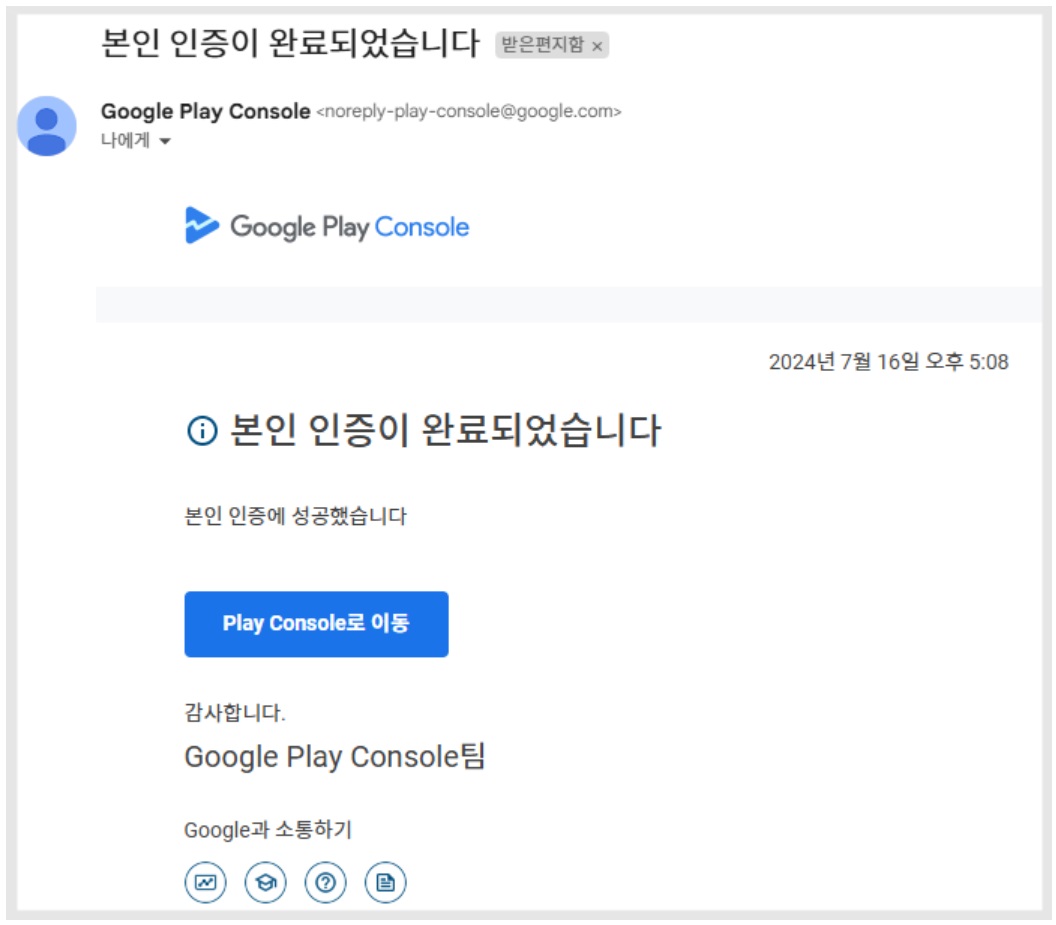 본인 인증이 완료되었습니다 받은편지함 ×
Google Play Console <noreply-play-console@google.com>
나에게
Google Play Console
2024년 7월 16일 오후 5:08
본인 인증이 완료되었습니다
본인 인증에 성공했습니다
Play Console로 이동
감사합니다.
Google Play Console팀
Google과 소통하기